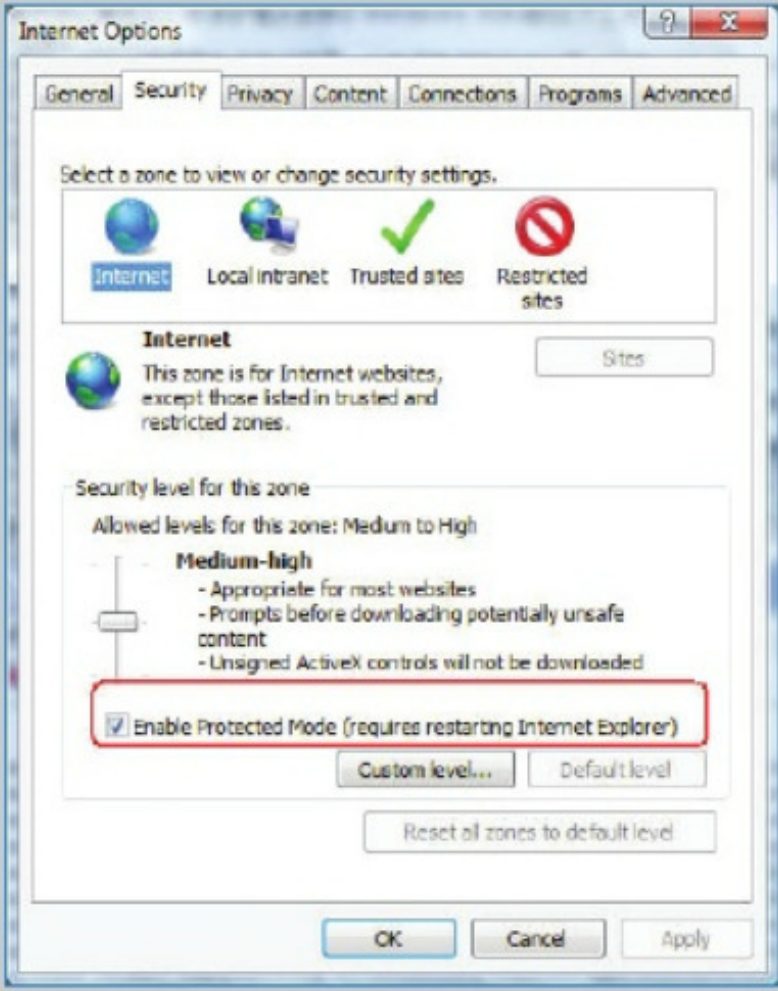 Internet Options
General Security Privacy Content Connections Programs Advanced
Select a zone to view or change security settings.
Internet Local intranet Trusted sites Restricted
sites
Internet
Sites
This zone is for Internet websites,
except those listed in trusted and
restricted zones.
Security level for this zone
Allowed levels for this zone: Medium to High
Medium-high
- Appropriate for most websites
- Prompts before downloading potentially unsafe
content
- Unsigned ActiveX controls will not be downloaded
Enable Protected Mode (requires restarting Internet Explorer)
Custom level... Default level
Reset all zones to default level
OK Cancel Apply